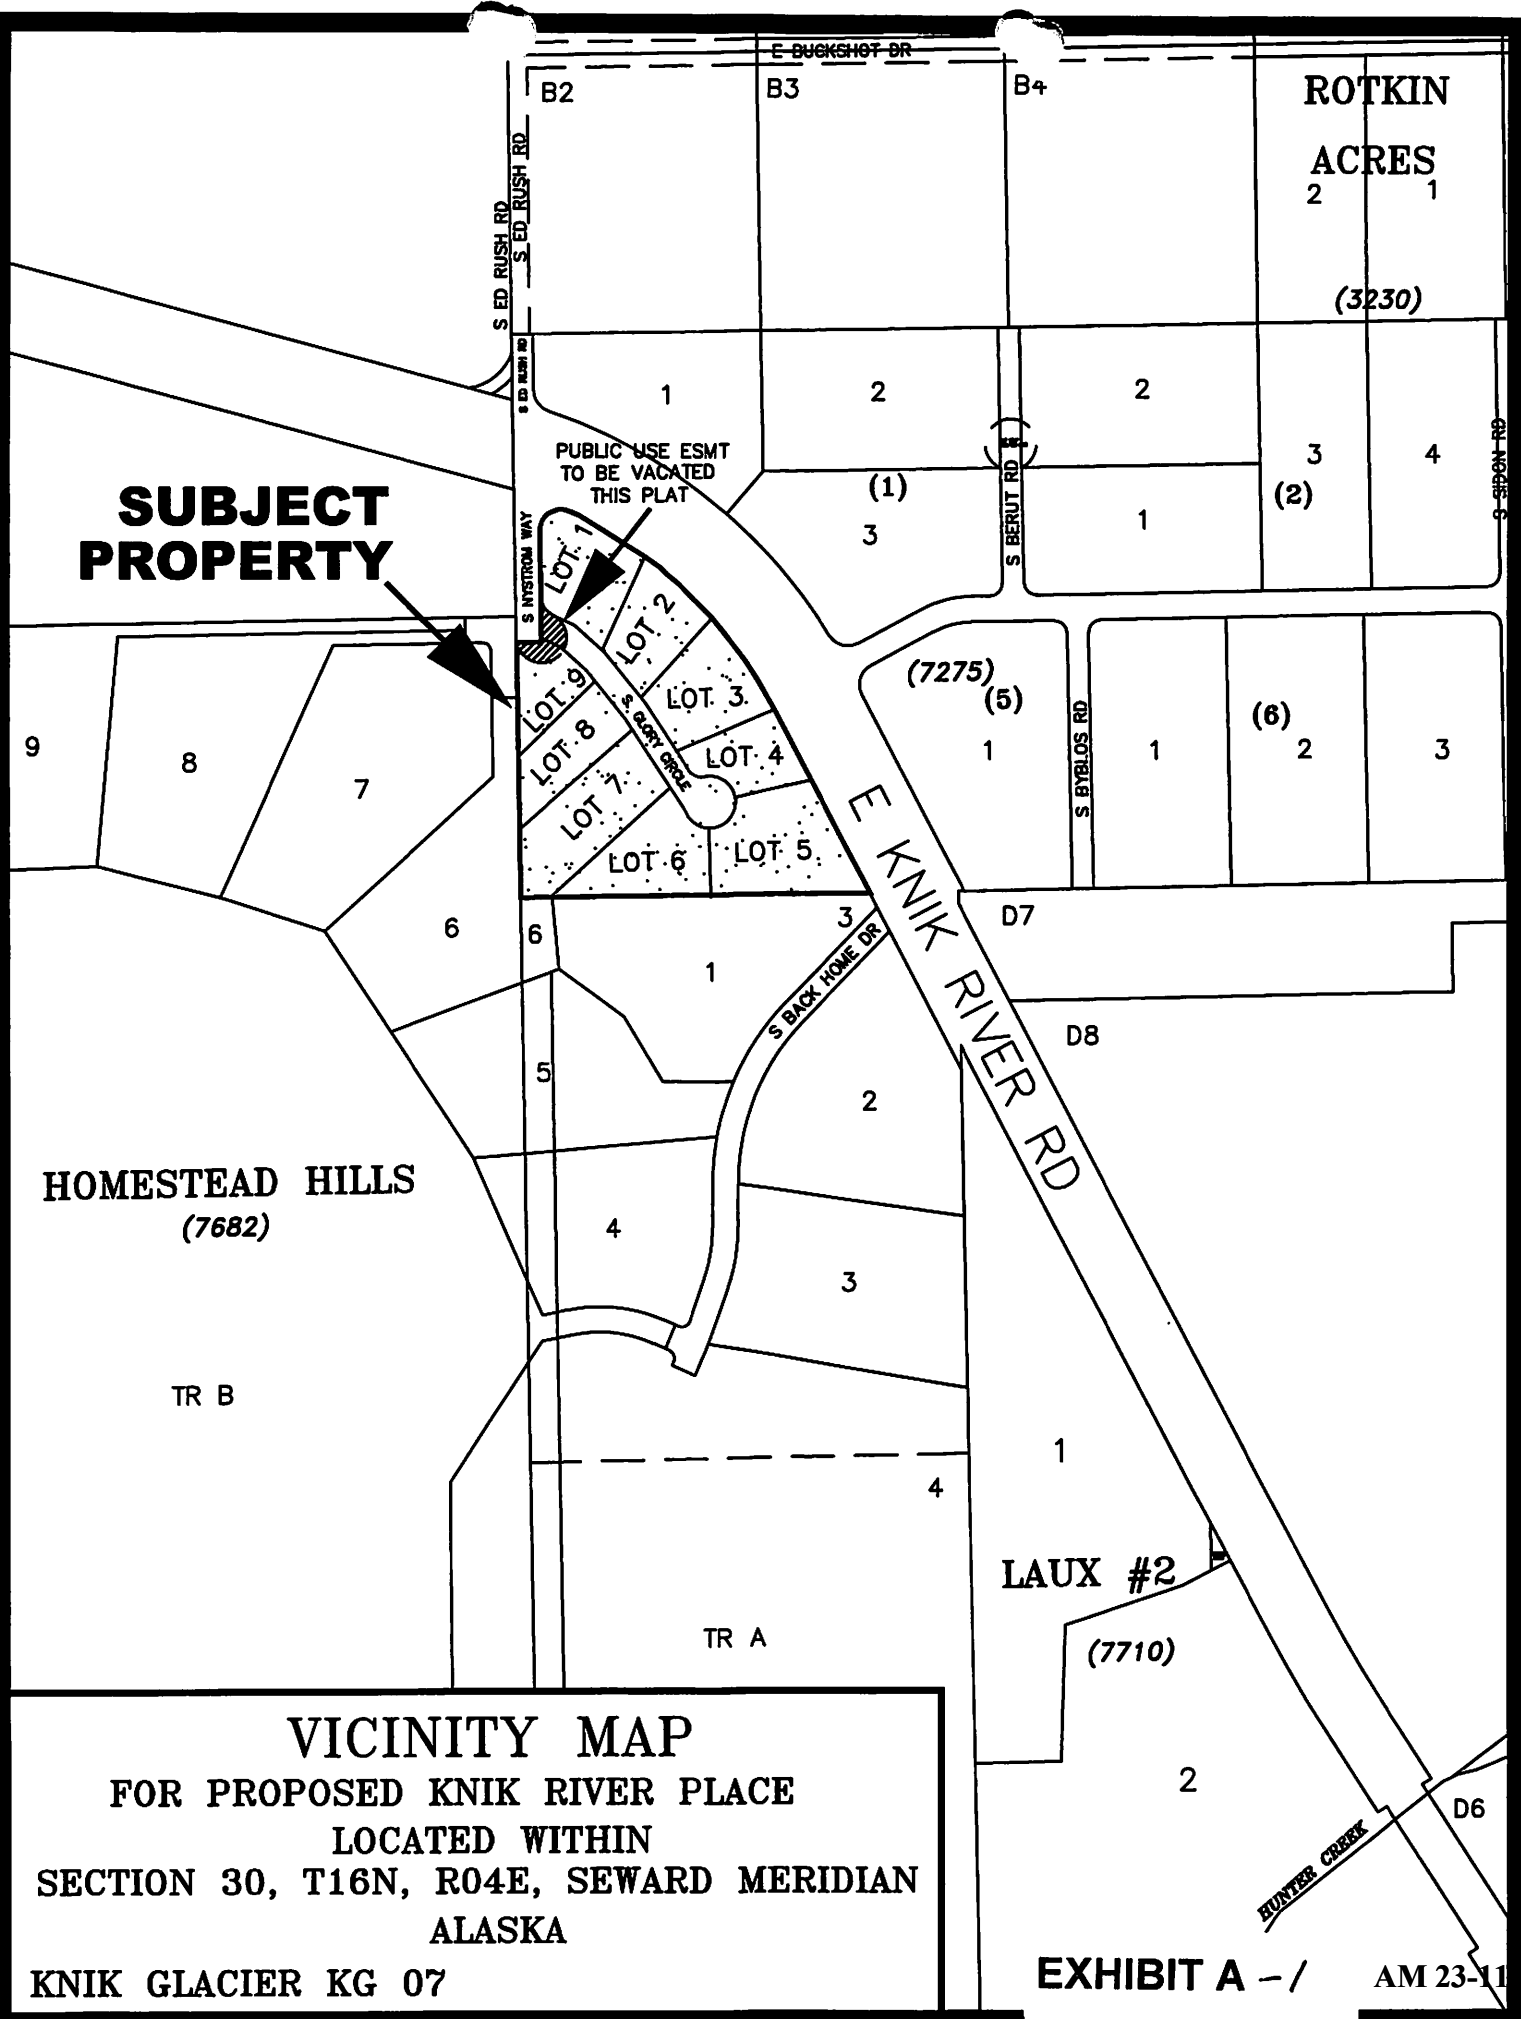 E BUCKSHOT DR
B2
B3
B4
ROTKIN
ACRES
2
1
(3230)
S ED RUSH RD
S ED RUSH RD
S ED RUSH RD
1
2
2
3
4
S SIDON RD
PUBLIC USE ESMT
TO BE VACATED
THIS PLAT
(1)
(2)
S BERUT RD
3
1
SUBJECT
PROPERTY
S NYSTROM WAY
LOT 1
LOT 2
LOT 3
LOT 4
LOT 5
LOT 6
LOT 7
LOT 8
LOT 9
S. GLORY CIRCLE
(7275)
(5)
(6)
1
S BYBLOS RD
1
2
3
9
8
7
E KNIK RIVER RD
6
6
3
1
S BACK HOME DR
D7
D8
5
2
HOMESTEAD HILLS
(7682)
4
3
TR B
1
4
LAUX #2
TR A
(7710)
2
D6
HUNTER CREEK
VICINITY MAP
FOR PROPOSED KNIK RIVER PLACE
LOCATED WITHIN
SECTION 30, T16N, R04E, SEWARD MERIDIAN
ALASKA
KNIK GLACIER KG 07
EXHIBIT A -1
AM 23-11